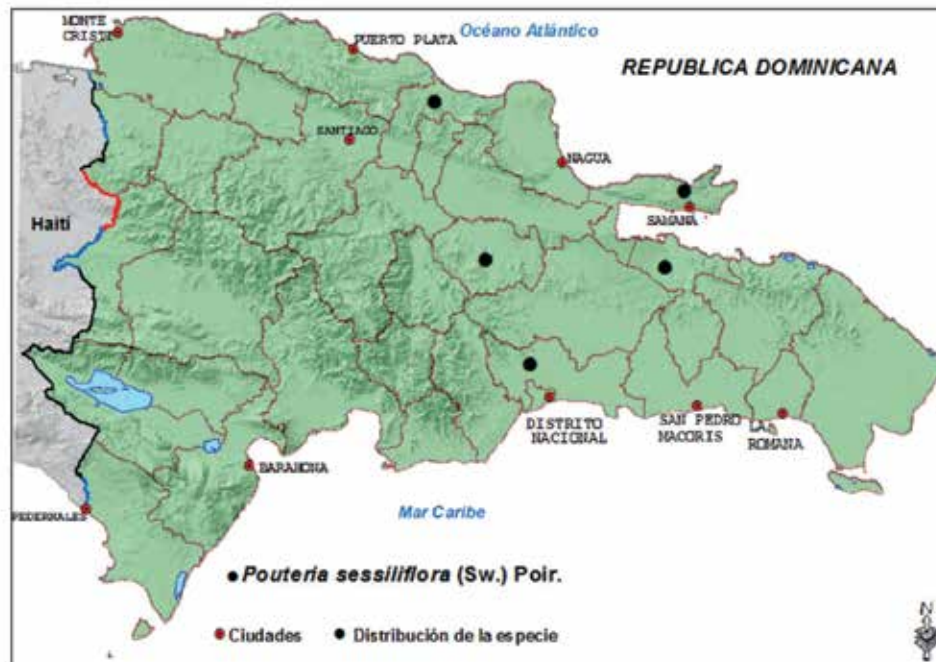 MONTE
CRISTI
Océano Atlántico
PUERTO PLATA
REPUBLICA DOMINICANA
SANTIAGO
NAGUA
Haití
SAMANA
DISTRITO
NACIONAL
SAN PEDRO
MACORIS
LA
ROMANA
BARAHONA
PEDERNALES
Mar Caribe
Pouteria sessiliflora (Sw.) Poir.
Ciudades
Distribución de la especie
N